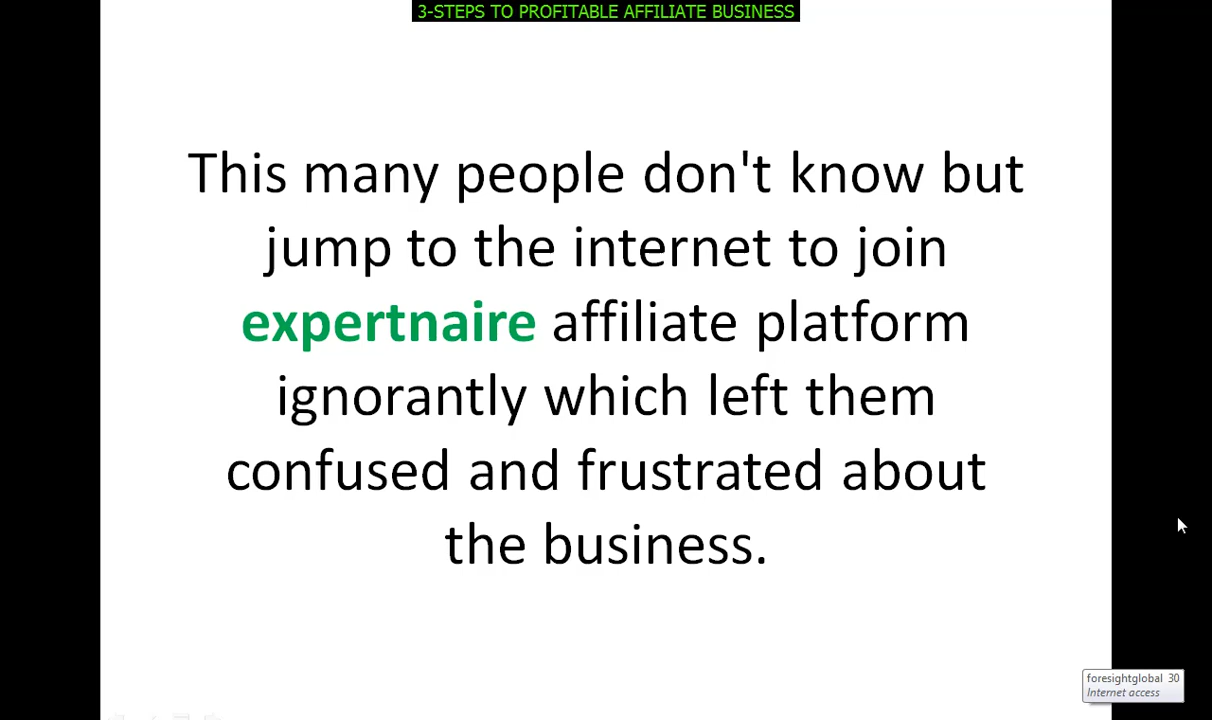 3-STEPS TO PROFITABLE AFFILIATE BUSINESS
This many people don't know but
jump to the internet to join
expertnaire affiliate platform
ignorantly which left them
confused and frustrated about
the business.
foresightglobal 30
Internet access